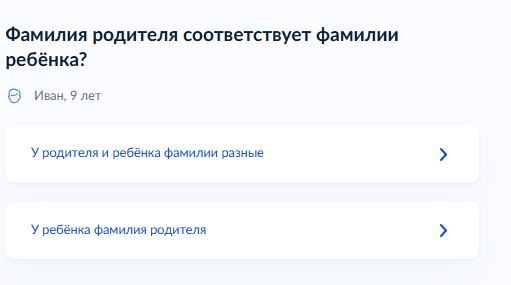 Фамилия родителя соответствует фамилии
ребёнка?
Иван, 9 лет
У родителя и ребёнка фамилии разные
У ребёнка фамилия родителя